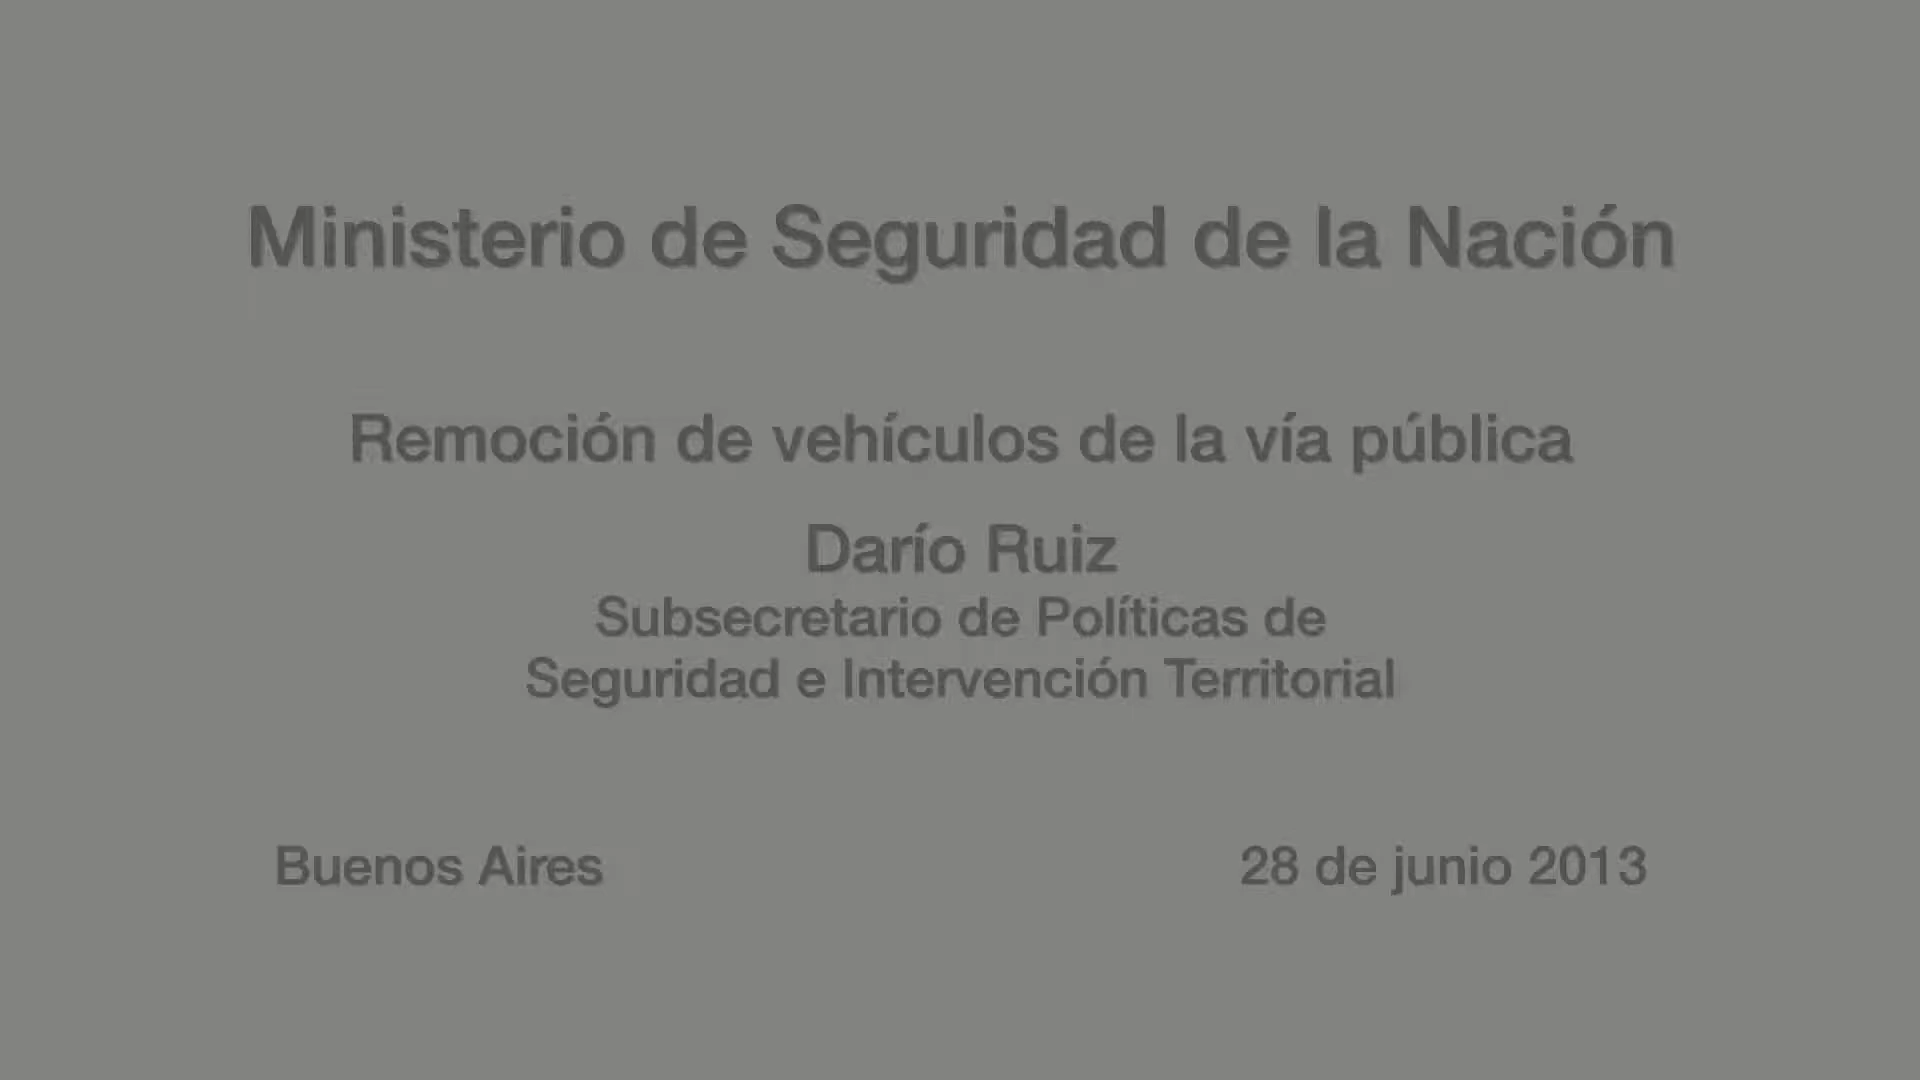 Ministerio de Seguridad de la Nación
Remoción de vehículos de la vía pública
Darío Ruiz
Subsecretario de Políticas de
Seguridad e Intervención Territorial
Buenos Aires
28 de junio 2013